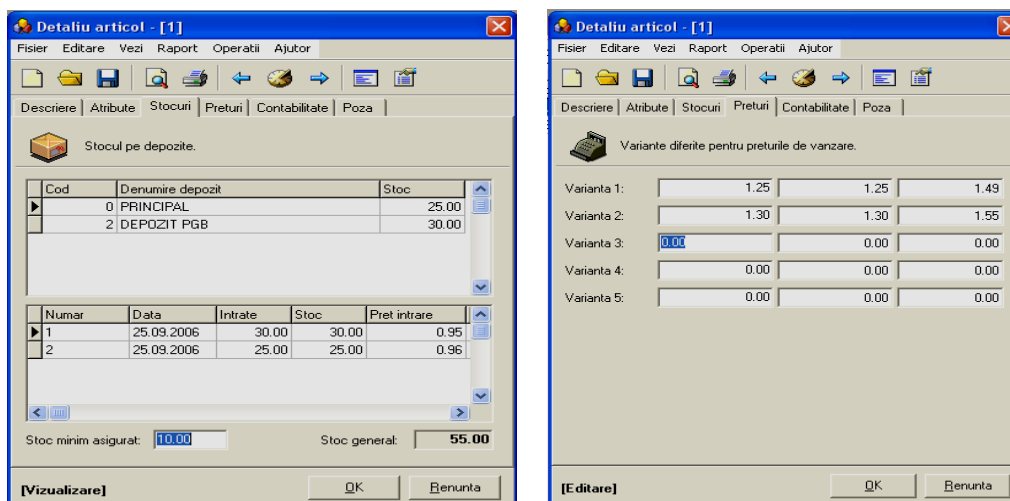 Detaliu articol - [1]
Fisier Editare Vezi Raport Operatii Ajutor
Descriere Atribute Stocuri Preturi Contabilitate Poza
Stocul pe depozite.
Cod Denumire depozit Stoc
0 PRINCIPAL 25.00
2 DEPOZIT PGB 30.00
Numar Data Intrate Stoc Pret intrare
1 25.09.2006 30.00 30.00 0.95
2 25.09.2006 25.00 25.00 0.96
Stoc minim asigurat: 10.00 Stoc general: 55.00
[Vizualizare] OK Renunta
Detaliu articol - [1]
Fisier Editare Vezi Raport Operatii Ajutor
Descriere Atribute Stocuri Preturi Contabilitate Poza
Variante diferite pentru preturile de vanzare.
Varianta 1: 1.25 1.25 1.49
Varianta 2: 1.30 1.30 1.55
Varianta 3: 0.00 0.00 0.00
Varianta 4: 0.00 0.00 0.00
Varianta 5: 0.00 0.00 0.00
[Editare] OK Renunta